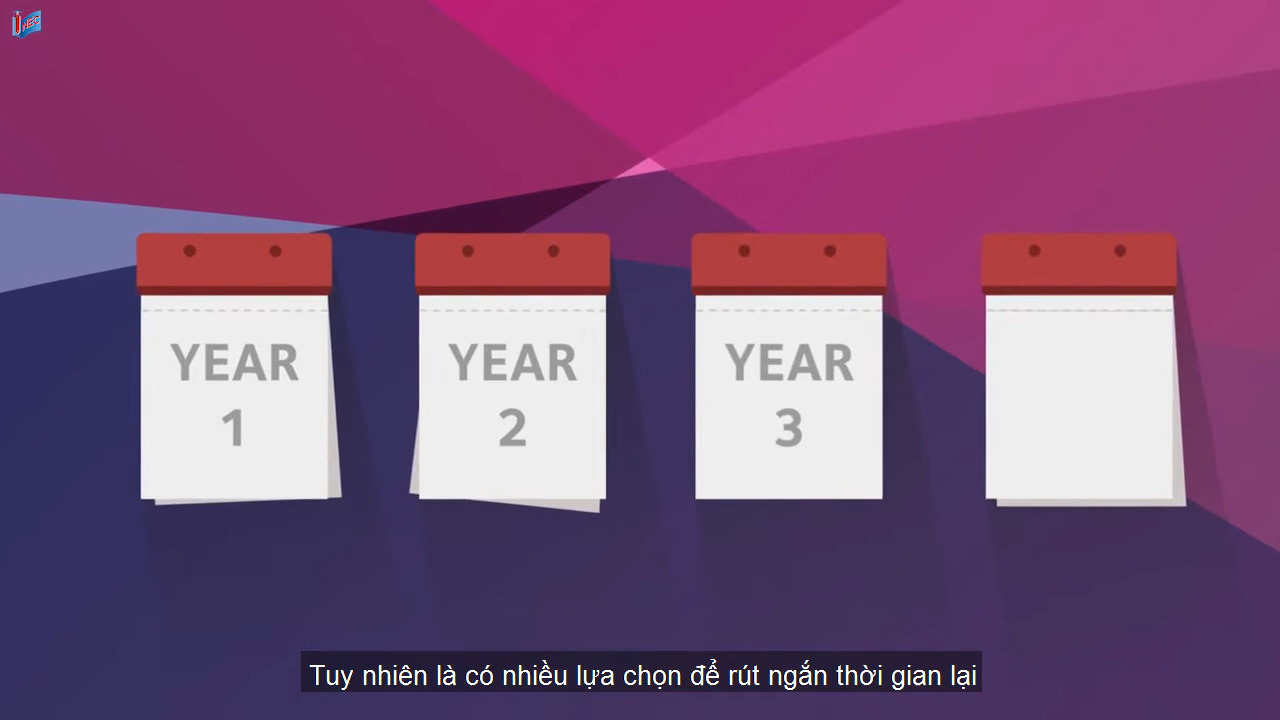 INEC
YEAR
1
YEAR
2
YEAR
3
Tuy nhiên là có nhiều lựa chọn để rút ngắn thời gian lại